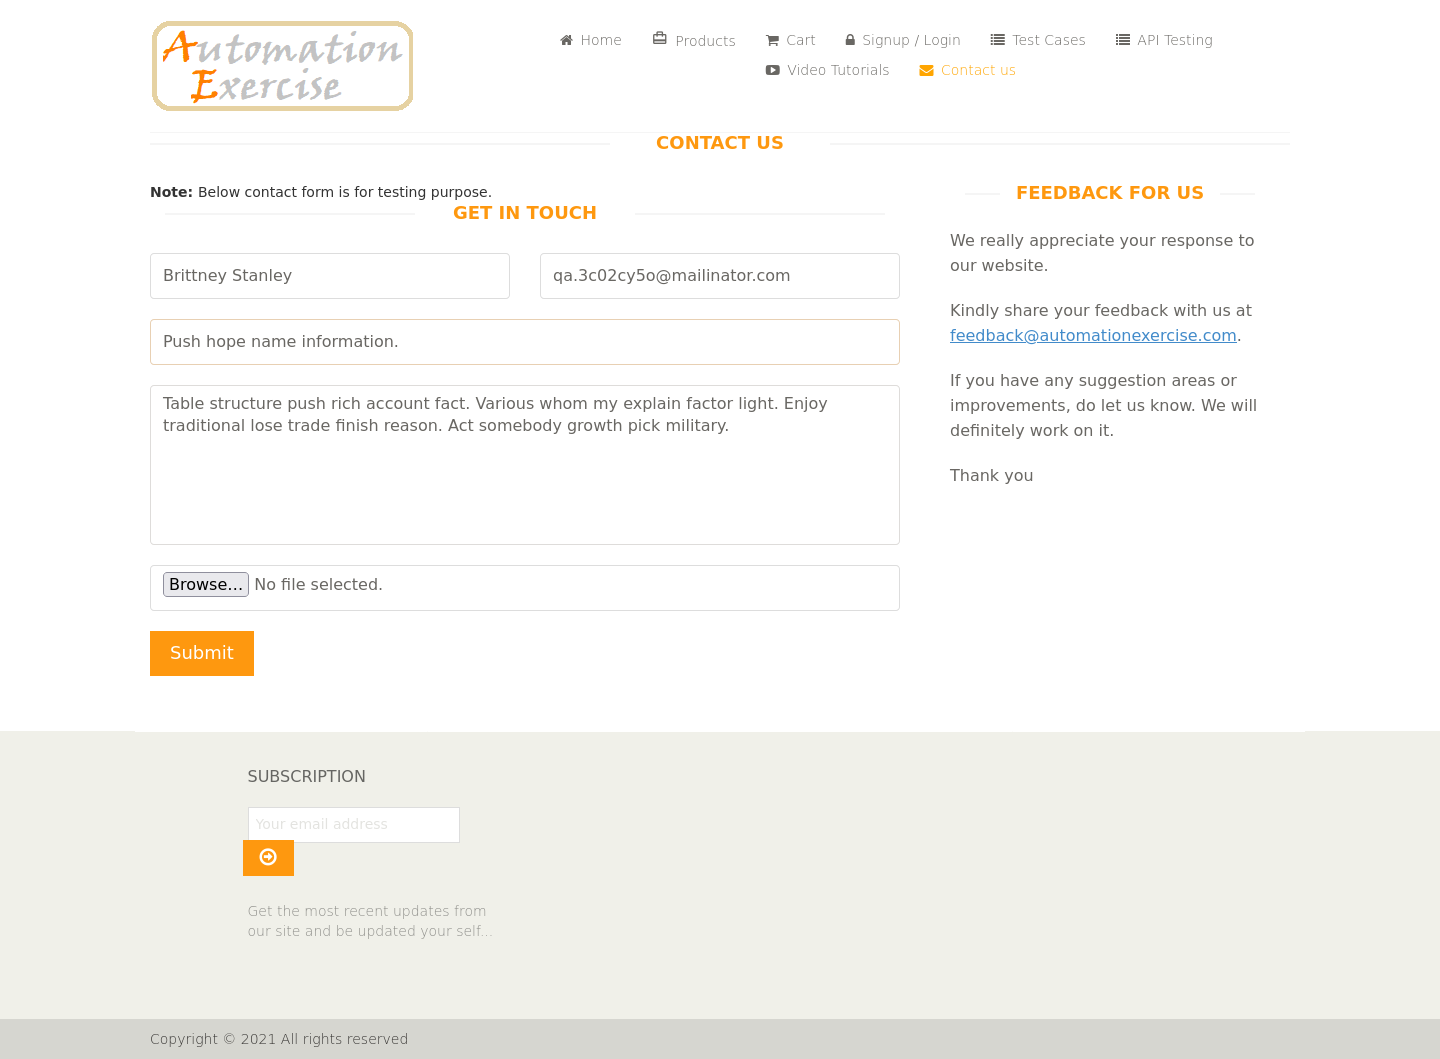 Automation
Exercise
Home
Products
Cart
Signup / Login
Test Cases
API Testing
Video Tutorials
Contact us
CONTACT US
Note: Below contact form is for testing purpose.
GET IN TOUCH
Brittney Stanley
qa.3c02cy5o@mailinator.com
Push hope name information.
Table structure push rich account fact. Various whom my explain factor light. Enjoy
traditional lose trade finish reason. Act somebody growth pick military.
Browse... No file selected.
Submit
FEEDBACK FOR US
We really appreciate your response to
our website.
Kindly share your feedback with us at
feedback@automationexercise.com.
If you have any suggestion areas or
improvements, do let us know. We will
definitely work on it.
Thank you
SUBSCRIPTION
Your email address
Get the most recent updates from
our site and be updated your self...
Copyright © 2021 All rights reserved